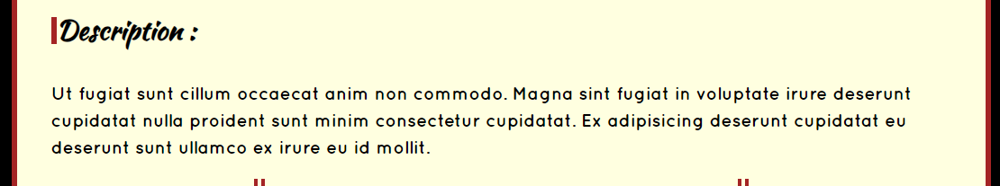 Description :
Ut fugiat sunt cillum occaecat anim non commodo. Magna sint fugiat in voluptate irure deserunt
cupidatat nulla proident sunt minim consectetur cupidatat. Ex adipisicing deserunt cupidatat eu
deserunt sunt ullamco ex irure eu id mollit.